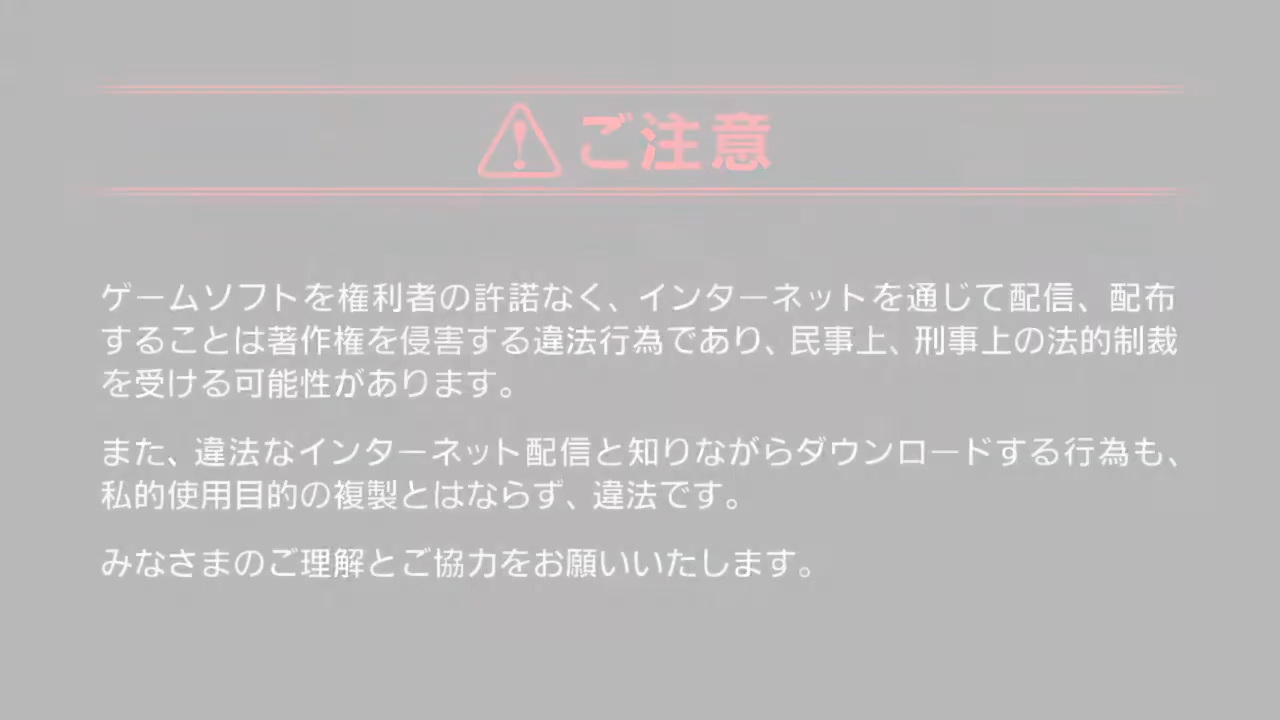 ご注意
ゲームソフトを権利者の許諾なく、インターネットを通じて配信、配布
することは著作権を侵害する違法行為であり、民事上、刑事上の法的制裁
を受ける可能性があります。
また、違法なインターネット配信と知りながらダウンロードする行為も、
私的使用目的の複製とはならず、違法です。
みなさまのご理解とご協力をお願いいたします。